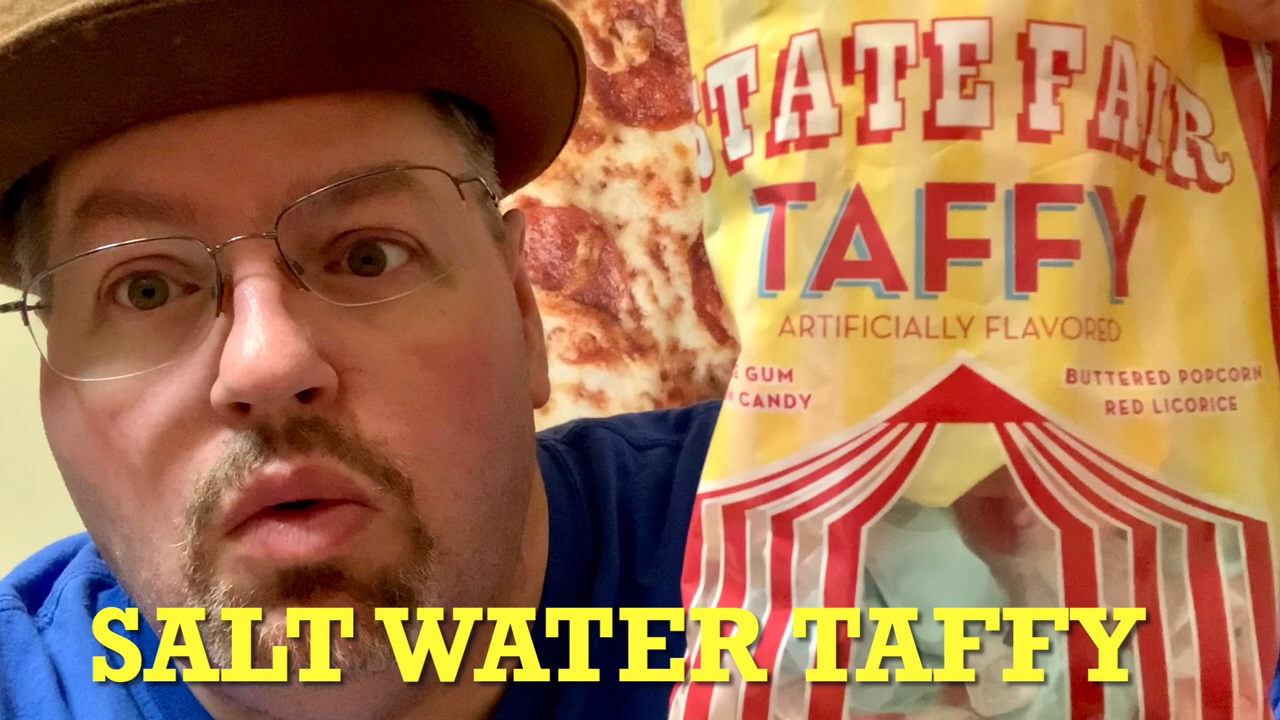 STATE FAIR
TAFFY
ARTIFICIALLY FLAVORED
GUM
CANDY
BUTTERED POPCORN
RED LICORICE
SALT WATER TAFFY